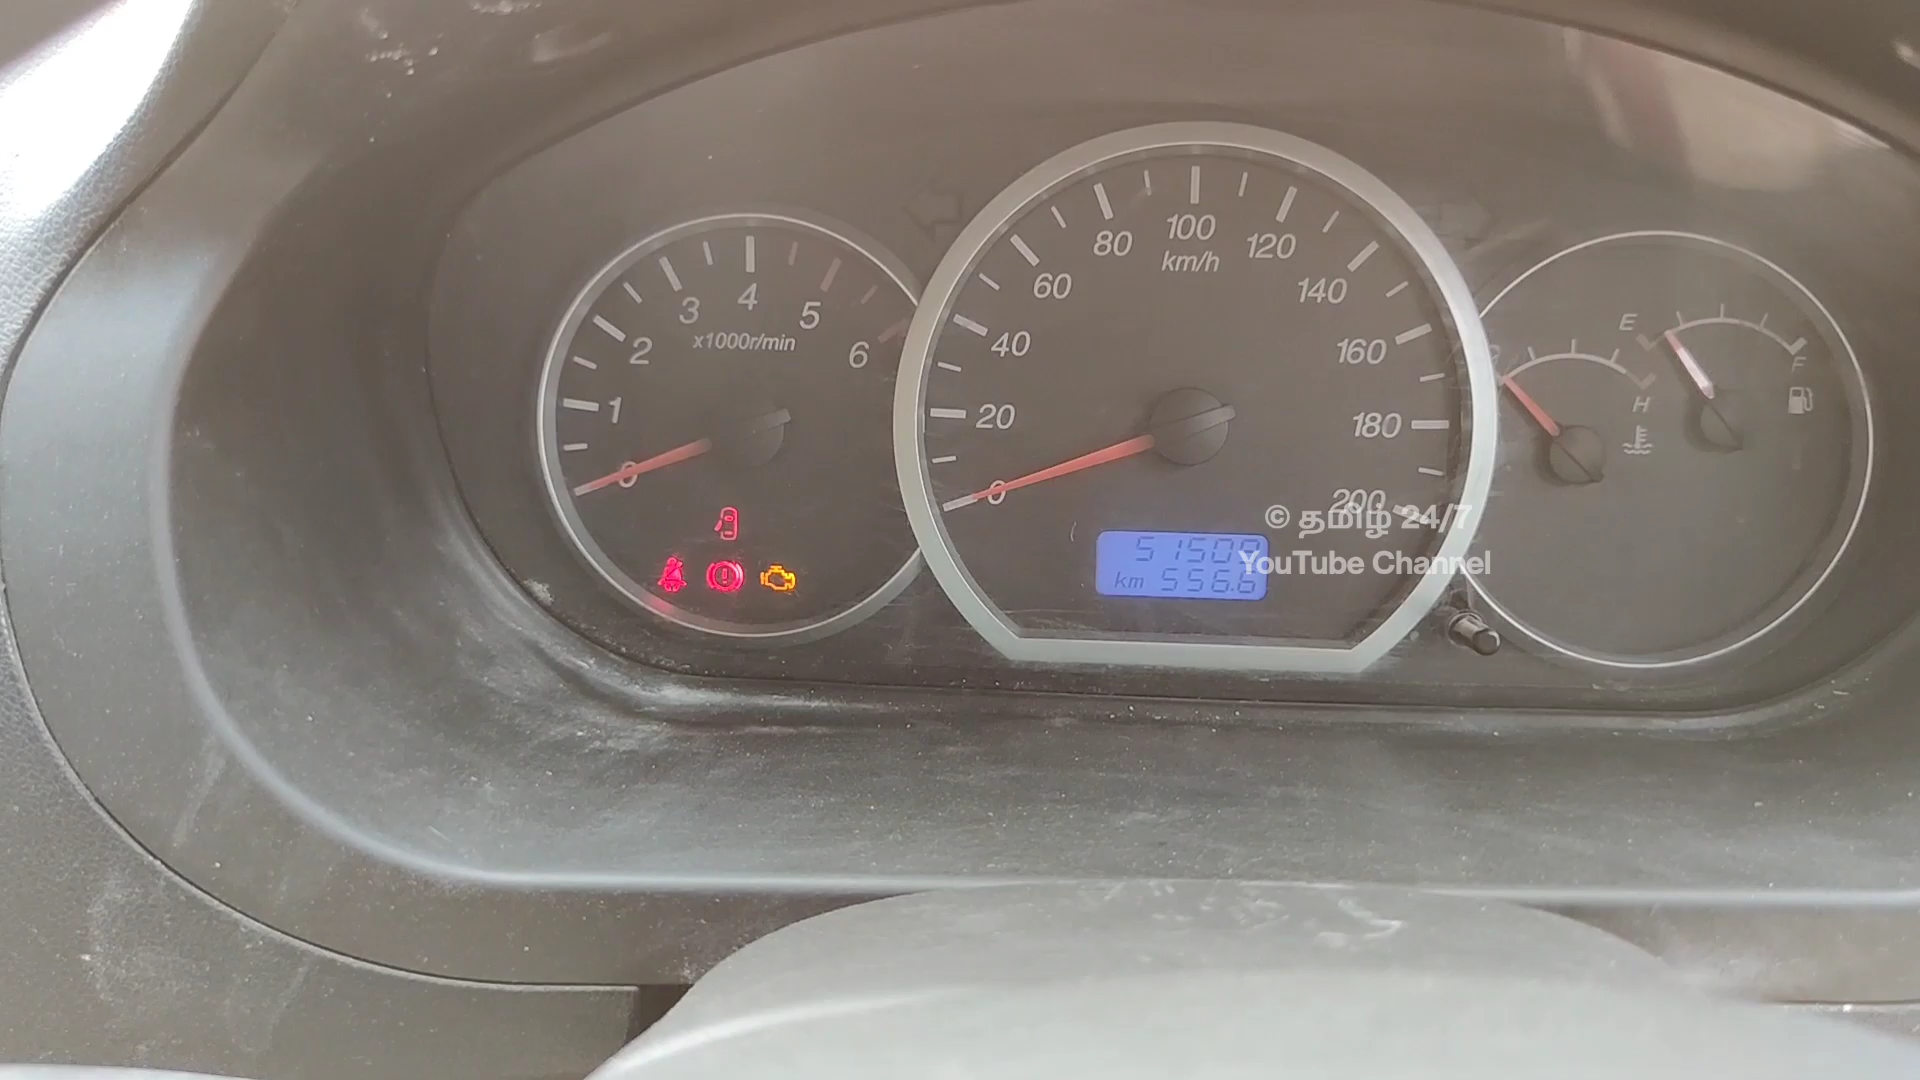 3 4 5
x1000r/min
2 6
1
0
80 100 120
km/h
60 140
40 160
20 180
0 200
E
F
H
km 556.6
© தமிழ் 24/7
YouTube Channel